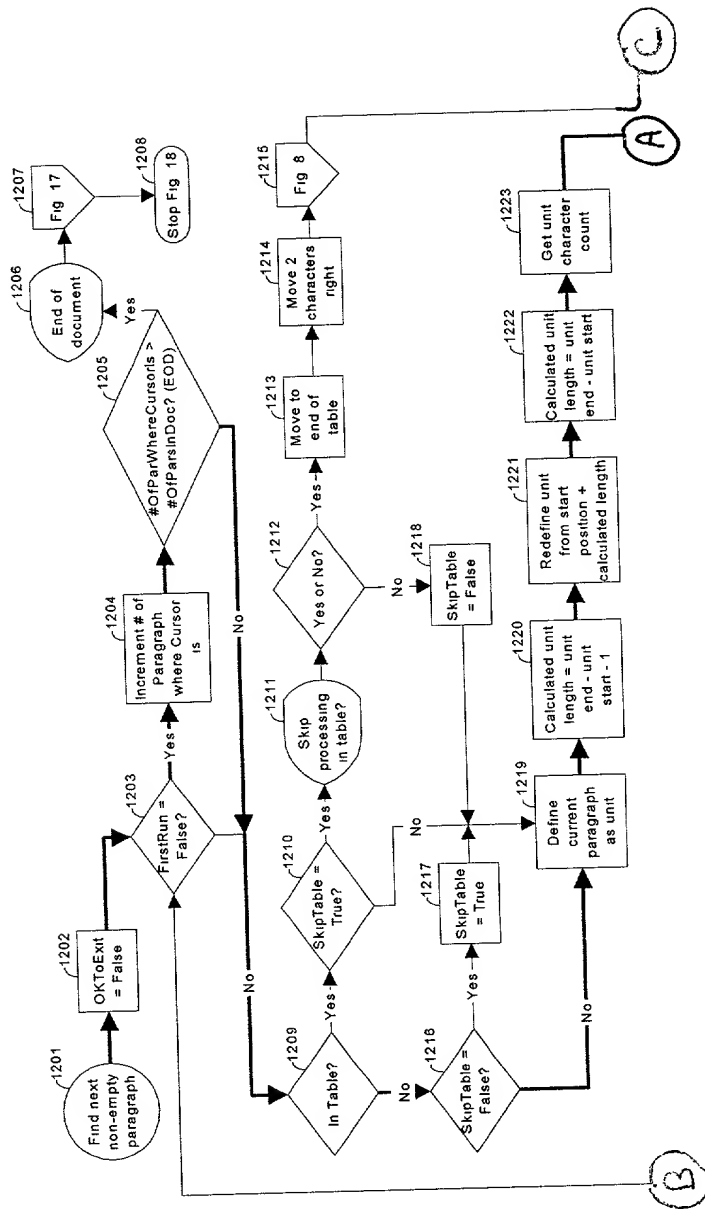 1201
Find next
non-empty
paragraph
1202
OKToExit
= False
1203
FirstRun =
False?
Yes
No
1204
Increment # of
Paragraph
where Cursor
is
1205
#OfParWhereCursorIs >
#OfParsInDoc? (EOD)
Yes
No
1206
End of
document
1207
Fig 17
1208
Stop Fig 18
1209
In Table?
Yes
No
1210
SkipTable =
True?
Yes
No
1211
Skip
processing
in table?
1212
Yes or No?
Yes
No
1213
Move to
end of
table
1214
Move 2
characters
right
1215
Fig 8
1216
SkipTable =
False?
Yes
No
1217
SkipTable
= True
1218
SkipTable
= False
1219
Define
current
paragraph
as unit
1220
Calculated unit
length = unit
end - unit
start - 1
1221
Redefine unit
from start
position +
calculated length
1222
Calculated unit
length = unit
end - unit start
1223
Get unit
character
count
A
B
C